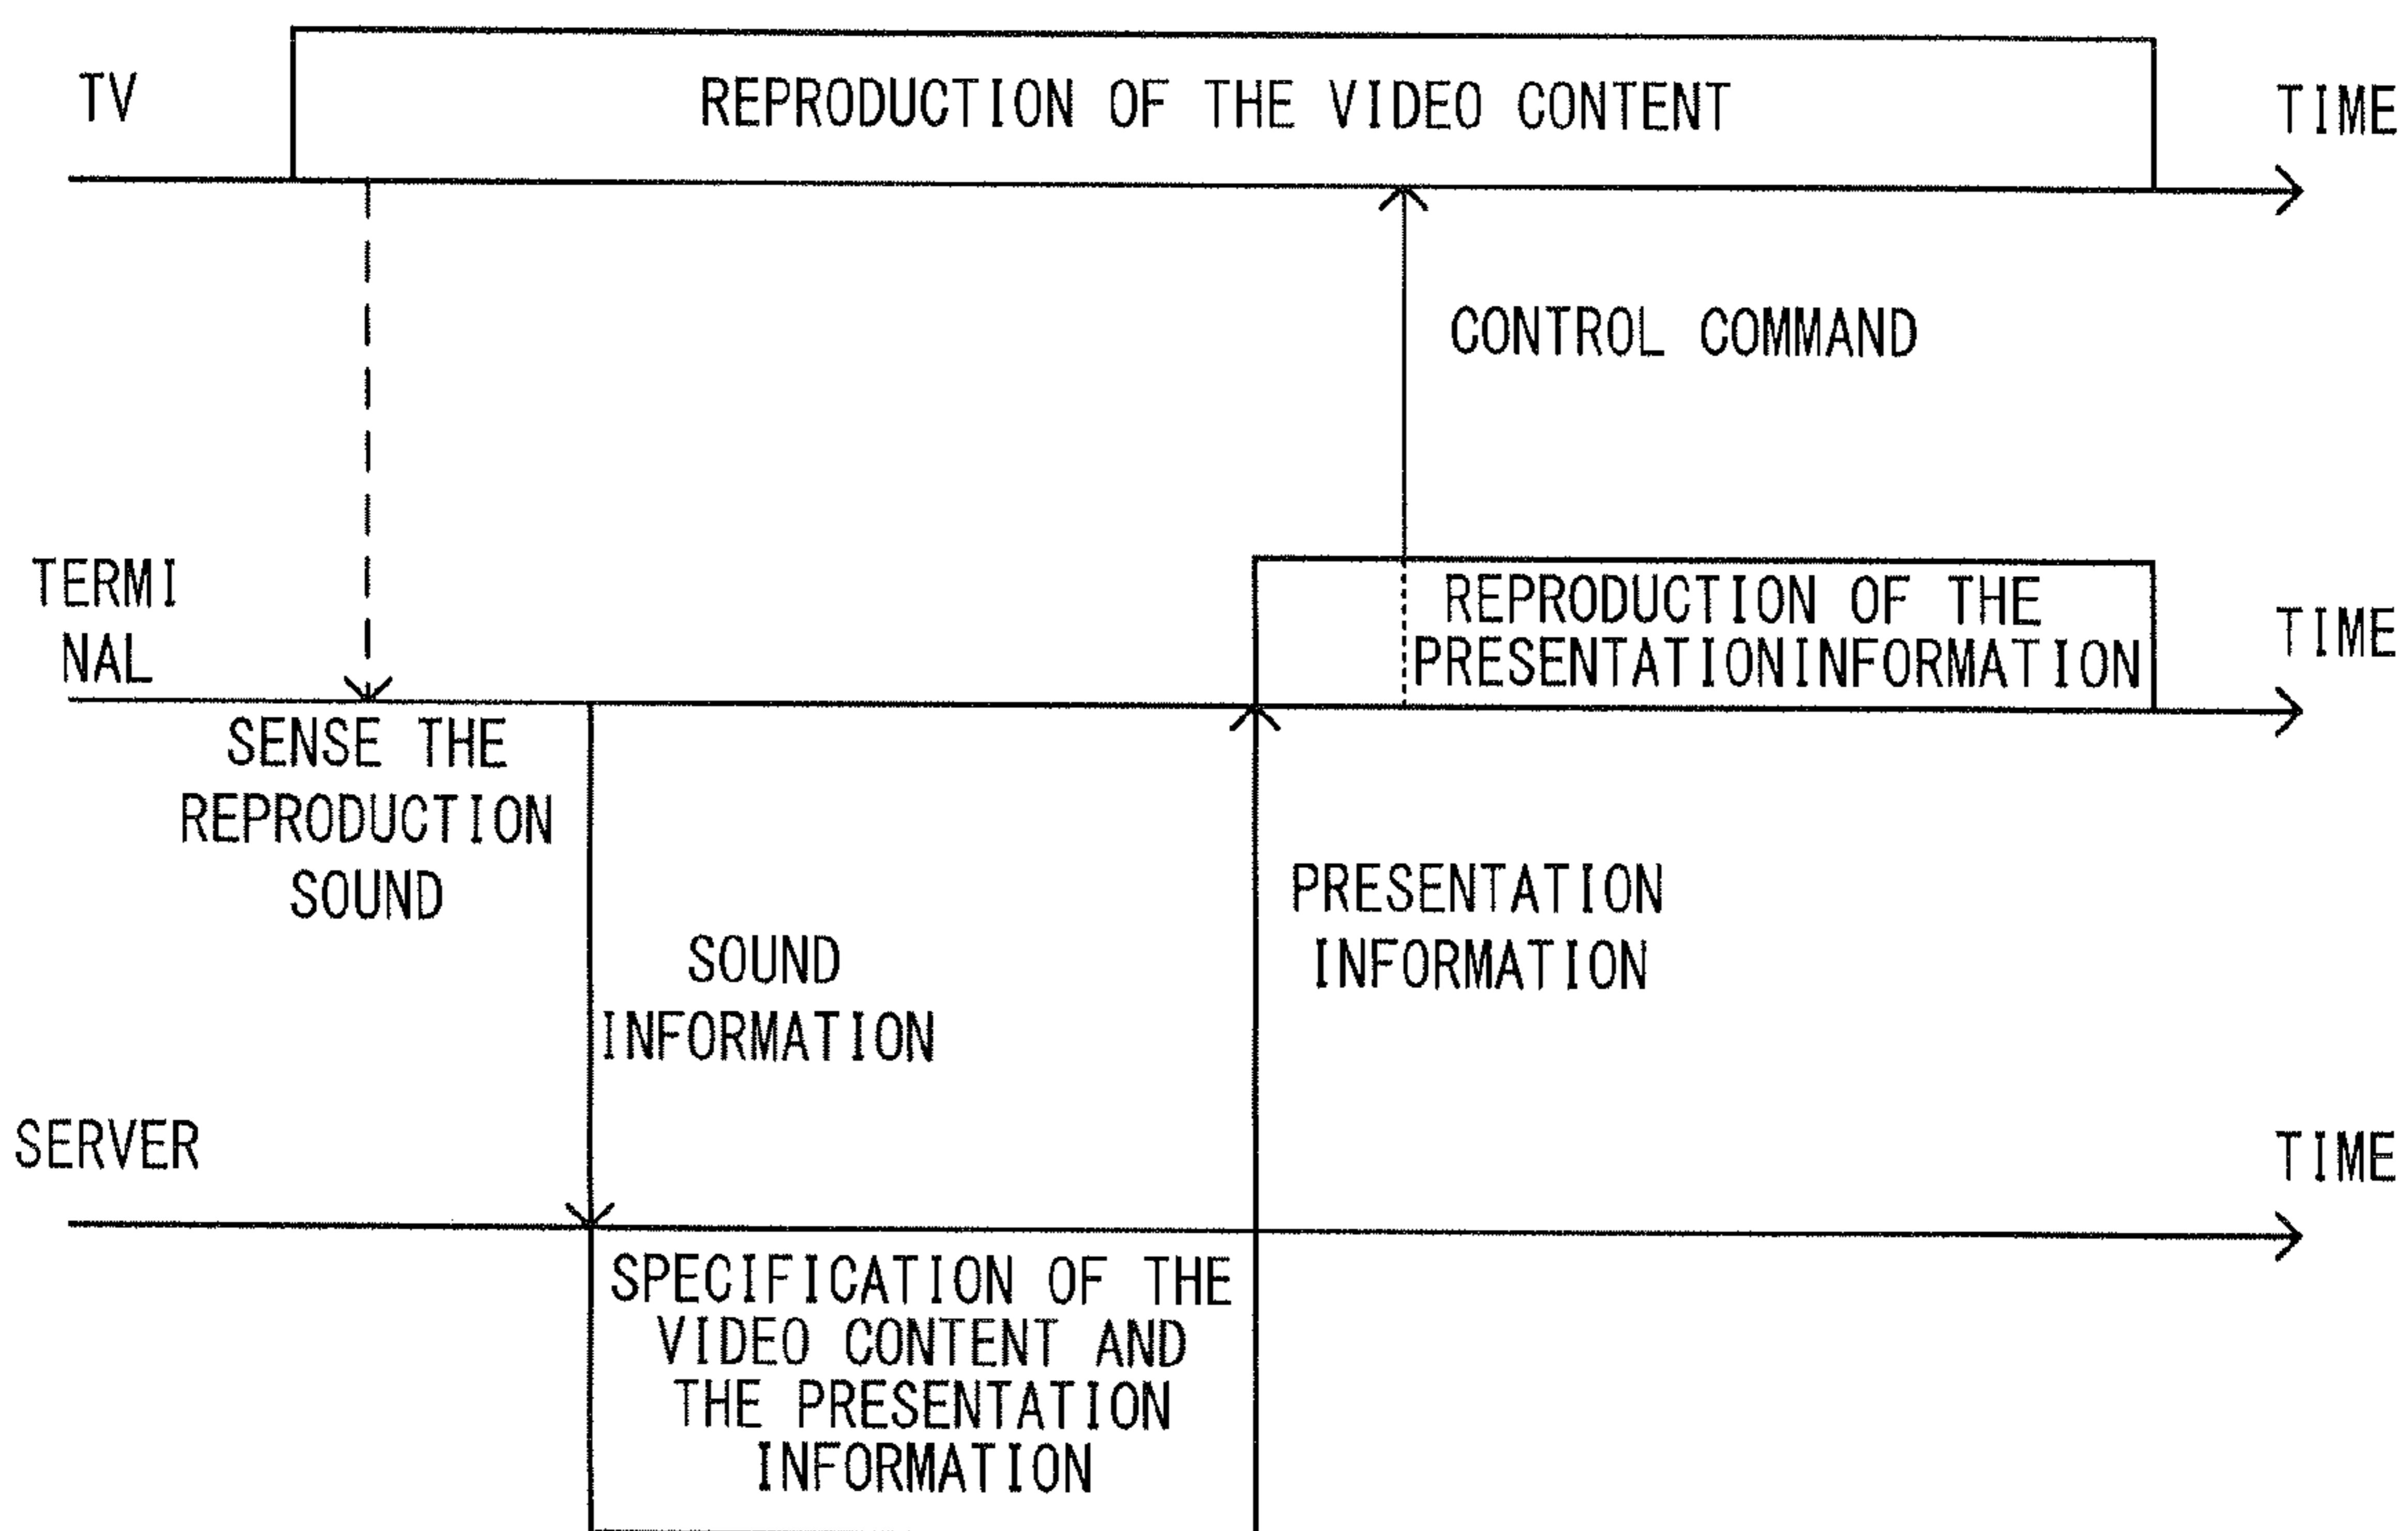 TV
REPRODUCTION OF THE VIDEO CONTENT
TIME
CONTROL COMMAND
TERMI
NAL
REPRODUCTION OF THE
PRESENTATIONINFORMATION
TIME
SENSE THE
REPRODUCTION
SOUND
SOUND
INFORMATION
PRESENTATION
INFORMATION
SERVER
TIME
SPECIFICATION OF THE
VIDEO CONTENT AND
THE PRESENTATION
INFORMATION